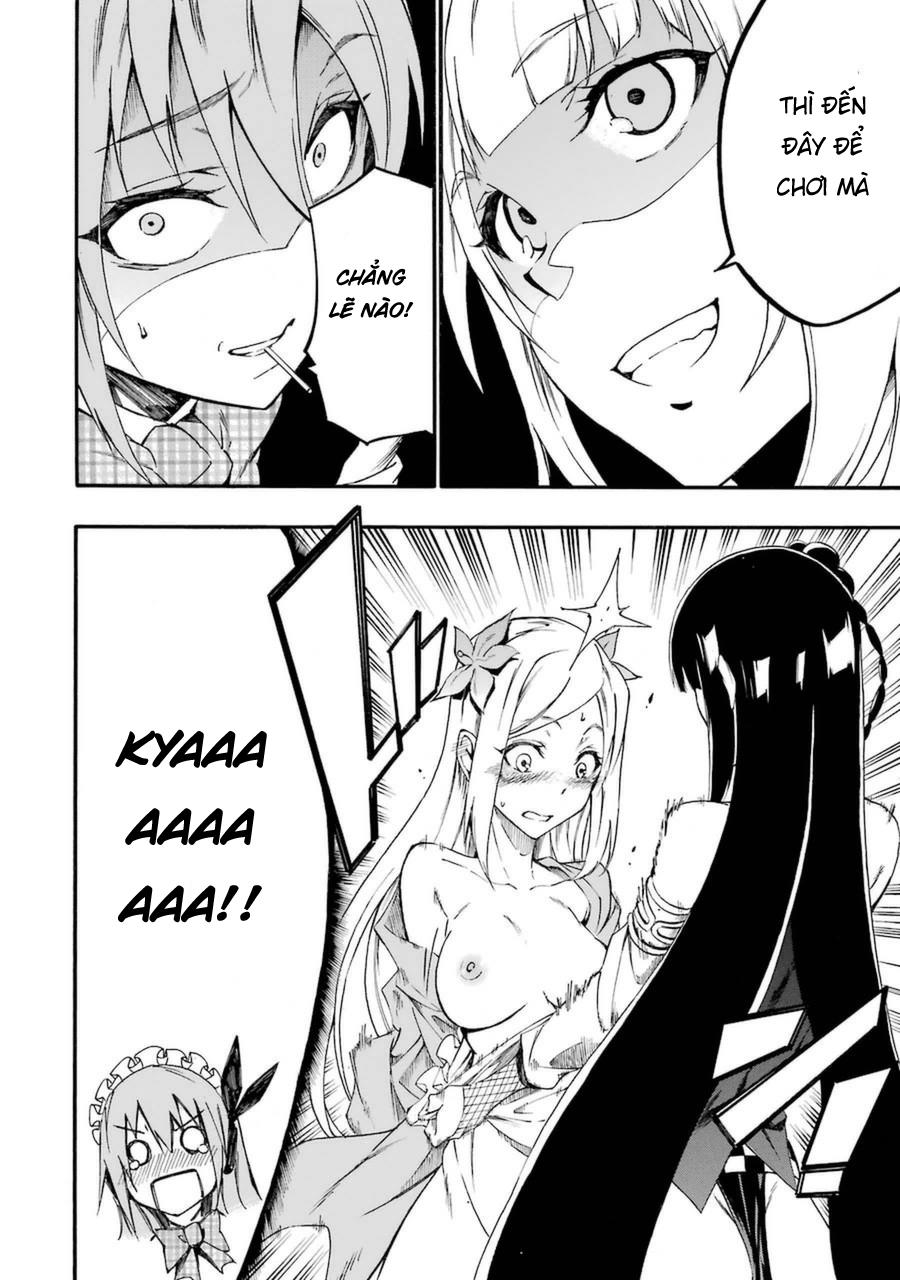 THÌ ĐẾN
ĐÂY ĐỂ
CHƠI MÀ
CHẲNG
LẼ NÀO!
KYAAA
AAAA
AAA!!